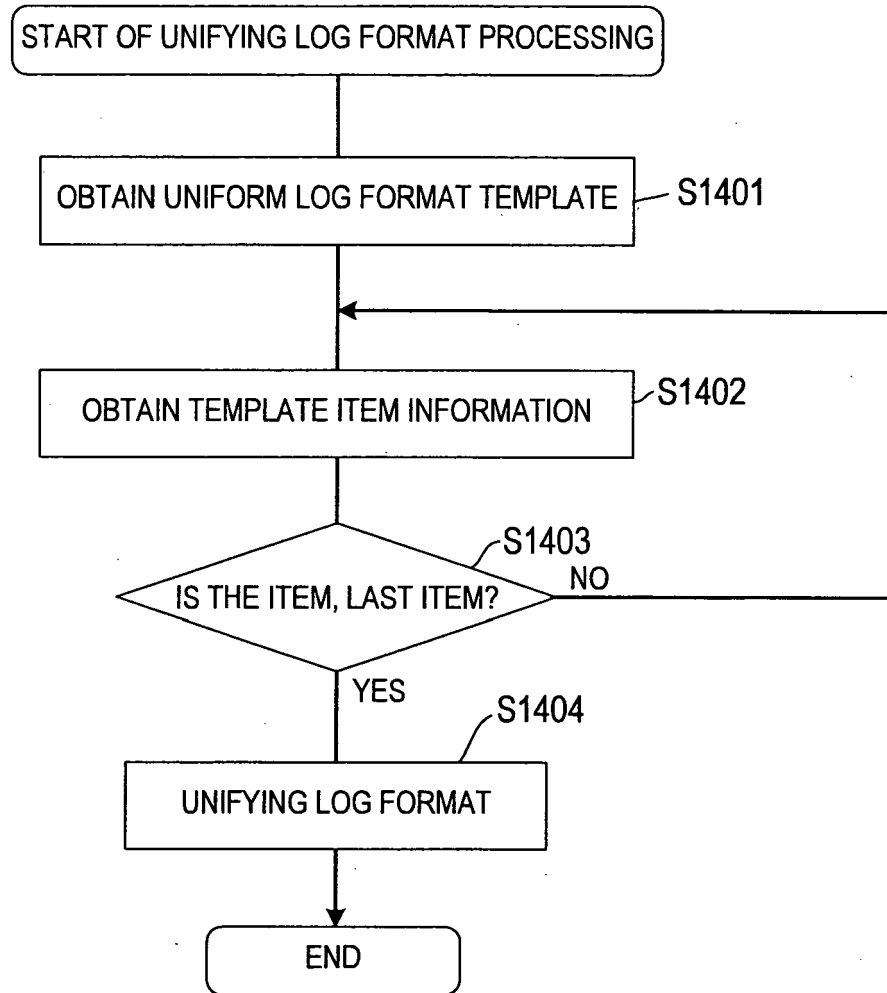 START OF UNIFYING LOG FORMAT PROCESSING
OBTAIN UNIFORM LOG FORMAT TEMPLATE
S1401
OBTAIN TEMPLATE ITEM INFORMATION
S1402
S1403
IS THE ITEM, LAST ITEM?
NO
YES
S1404
UNIFYING LOG FORMAT
END